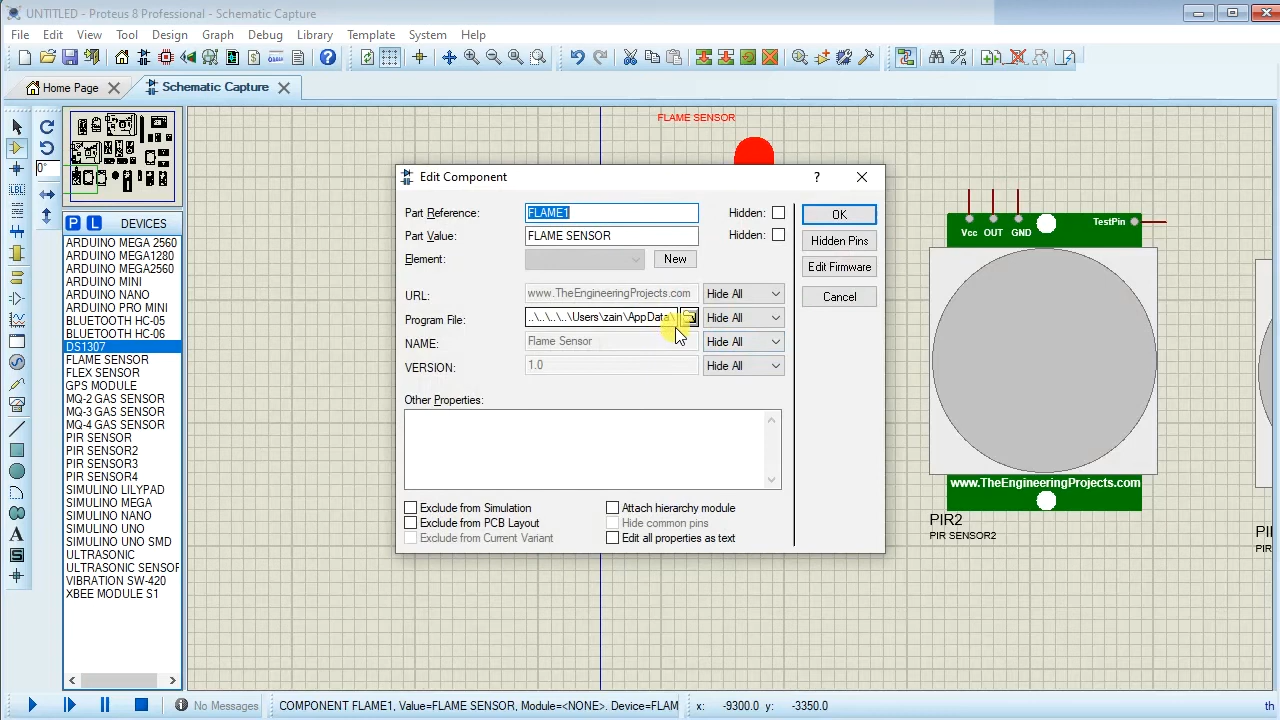 UNTITLED - Proteus 8 Professional - Schematic Capture
File Edit View Tool Design Graph Debug Library Template System Help
Home Page
Schematic Capture
0°
P L DEVICES
ARDUINO MEGA 2560
ARDUINO MEGA1280
ARDUINO MEGA2560
ARDUINO MINI
ARDUINO NANO
ARDUINO PRO MINI
BLUETOOTH HC-05
BLUETOOTH HC-06
DS1307
FLAME SENSOR
FLEX SENSOR
GPS MODULE
MQ-2 GAS SENSOR
MQ-3 GAS SENSOR
MQ-4 GAS SENSOR
PIR SENSOR
PIR SENSOR2
PIR SENSOR3
PIR SENSOR4
SIMULINO LILYPAD
SIMULINO MEGA
SIMULINO NANO
SIMULINO UNO
SIMULINO UNO SMD
ULTRASONIC
ULTRASONIC SENSOF
VIBRATION SW-420
XBEE MODULE S1
FLAME SENSOR
Edit Component
Part Reference: FLAME1 Hidden:
Part Value: FLAME SENSOR Hidden:
Element: New
URL: www.TheEngineeringProjects.com Hide All
Program File: ..\..\..\..\Users\zain\AppData\ Hide All
NAME: Flame Sensor Hide All
VERSION: 1.0 Hide All
Other Properties:
Exclude from Simulation
Exclude from PCB Layout
Exclude from Current Variant
Attach hierarchy module
Hide common pins
Edit all properties as text
OK
Hidden Pins
Edit Firmware
Cancel
Vcc OUT GND TestPin
www.TheEngineeringProjects.com
PIR2
PIR SENSOR2
PI
PIR
No Messages
COMPONENT FLAME1, Value=FLAME SENSOR, Module=<NONE>. Device=FLAM
x: -9300.0 y: -3350.0
th